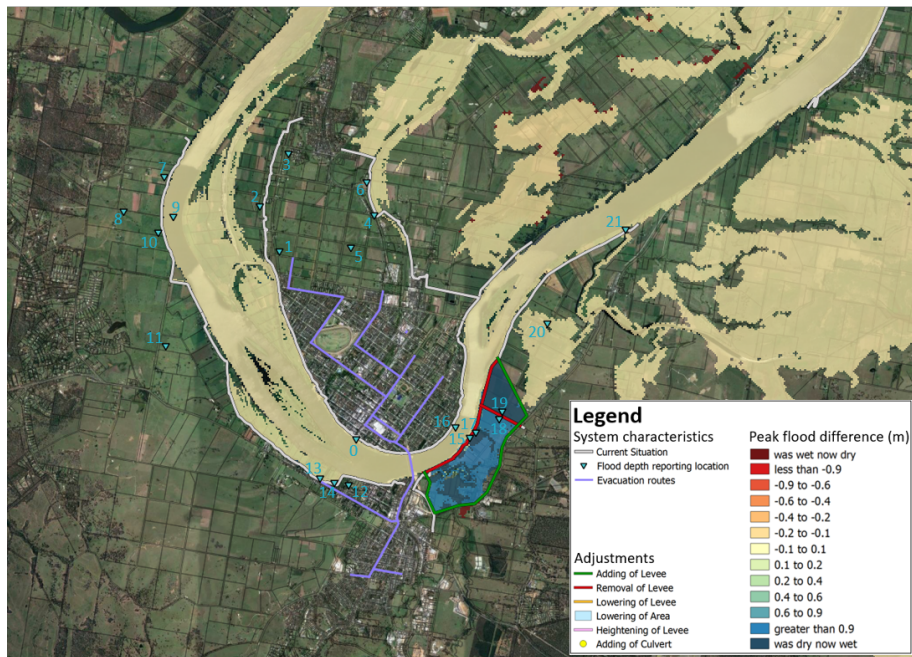 3
7
6
2
8
9
4
10
1
5
21
11
20
19
16
17
18
15
0
13
14
12
Legend
System characteristics
Current Situation
Flood depth reporting location
Evacuation routes
Adjustments
Adding of Levee
Removal of Levee
Lowering of Levee
Lowering of Area
Heightening of Levee
Adding of Culvert
Peak flood difference (m)
was wet now dry
less than -0.9
-0.9 to -0.6
-0.6 to -0.4
-0.4 to -0.2
-0.2 to -0.1
-0.1 to 0.1
0.1 to 0.2
0.2 to 0.4
0.4 to 0.6
0.6 to 0.9
greater than 0.9
was dry now wet